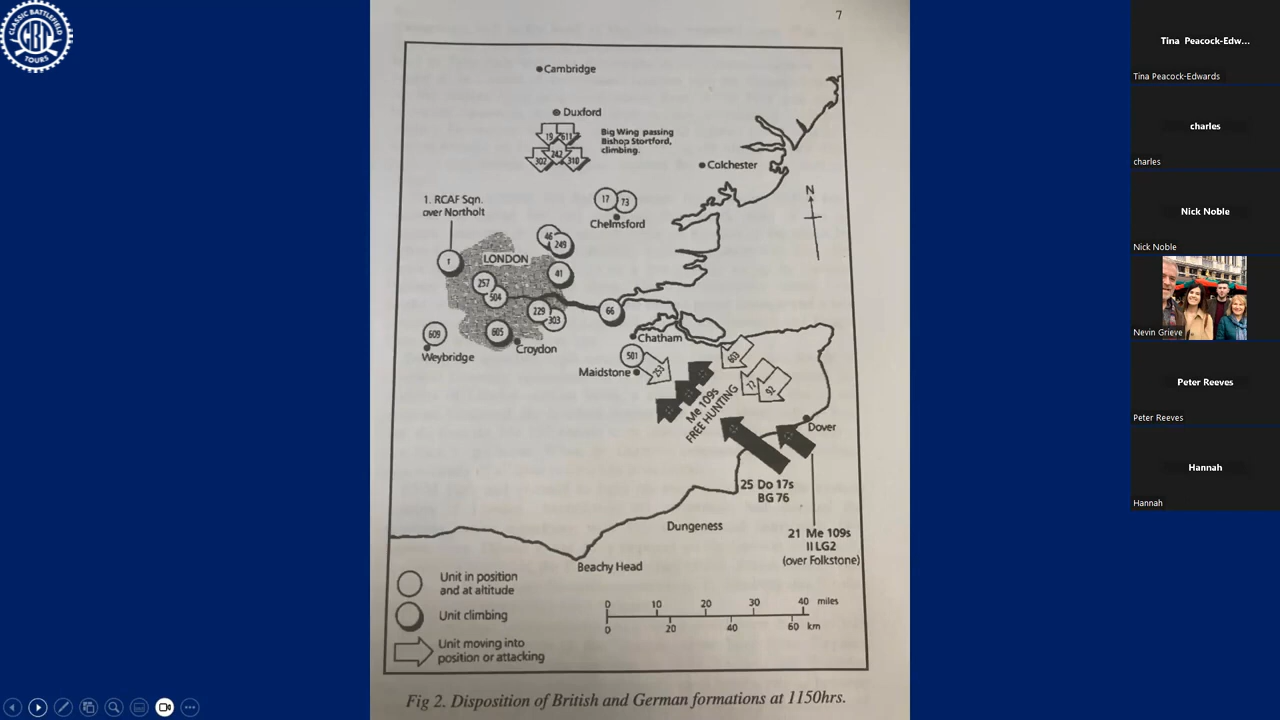 CLASSIC BATTLEFIELD
CBT
TOURS
7
Cambridge
Duxford
19
611
242
302
310
Big Wing passing
Bishop Stortford,
climbing.
Colchester
17
73
Chelmsford
1. RCAF Sqn.
over Northolt
N
46
249
LONDON
1
41
257
504
229
303
66
609
605
Weybridge
Croydon
Chatham
501
253
603
Maidstone
72
92
Me 109s
FREE HUNTING
Dover
25 Do 17s
BG 76
Dungeness
21 Me 109s
II LG2
(over Folkstone)
Beachy Head
Unit in position
and at altitude
Unit climbing
Unit moving into
position or attacking
0 10 20 30 40 miles
0 20 40 60 km
Fig 2. Disposition of British and German formations at 1150hrs.
Tina Peacock-Edw...
Tina Peacock-Edwards
charles
charles
Nick Noble
Nick Noble
Nevin Grieve
Peter Reeves
Peter Reeves
Hannah
Hannah